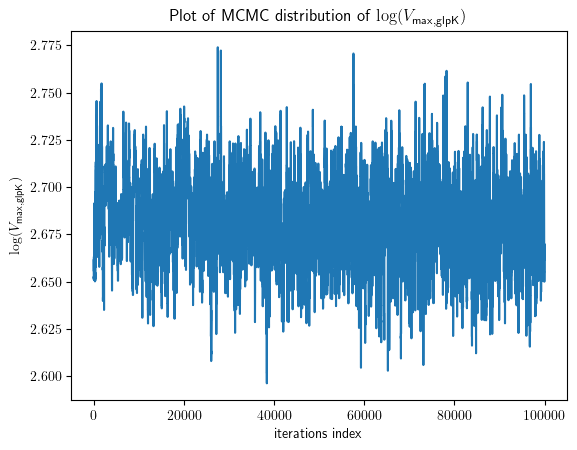 Plot of MCMC distribution of log(V_max,glpK)
log(V_max,glpK)
2.775
2.750
2.725
2.700
2.675
2.650
2.625
2.600
0 20000 40000 60000 80000 100000
iterations index